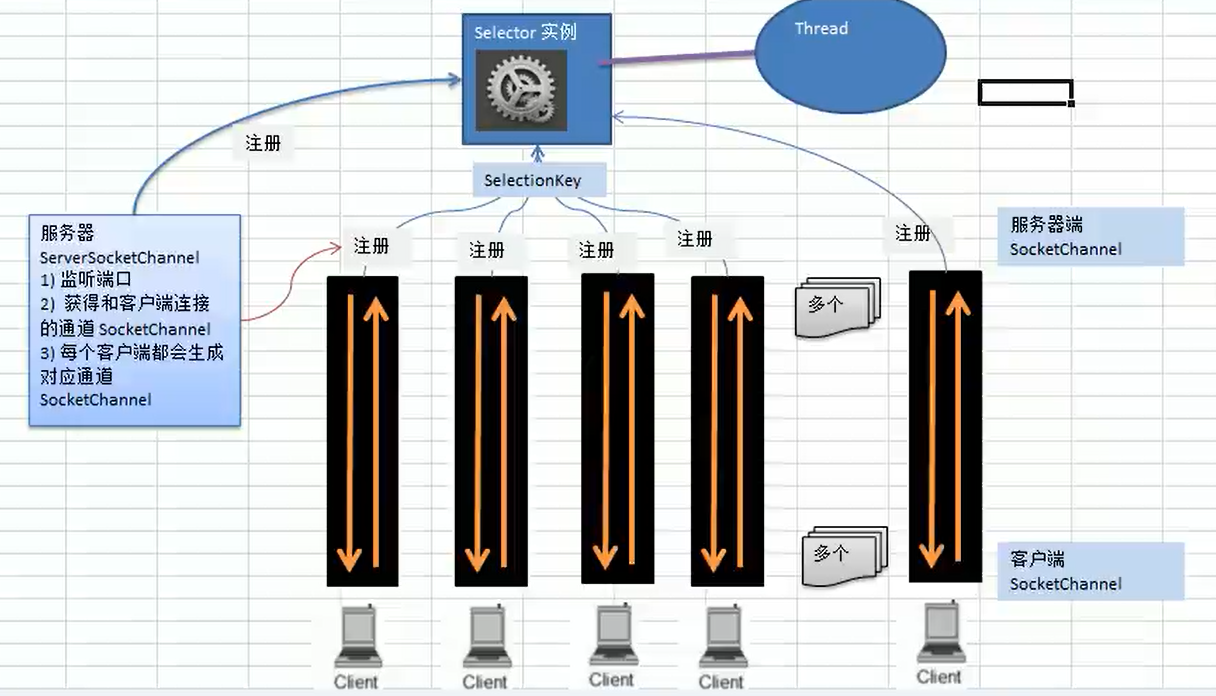 Selector 实例
Thread
注册
SelectionKey
服务器
ServerSocketChannel
1) 监听端口
2) 获得和客户端连接
的通道 SocketChannel
3) 每个客户端都会生成
对应通道
SocketChannel
注册
注册
注册
注册
注册
服务器端
SocketChannel
多个
多个
客户端
SocketChannel
Client
Client
Client
Client
Client